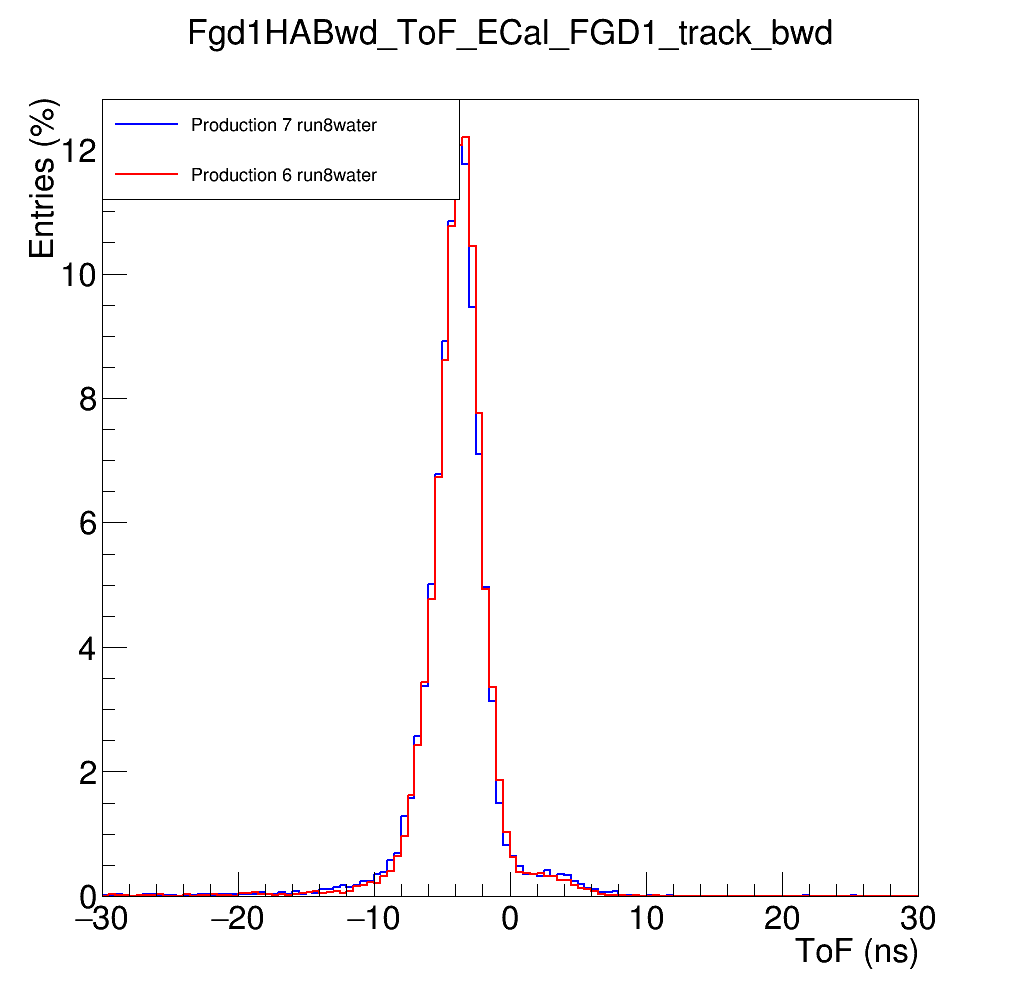 Fgd1HABwd_ToF_ECal_FGD1_track_bwd
Entries (%)
Production 7 run8water
Production 6 run8water
12
10
8
6
4
2
0
−30 −20 −10 0 10 20 30
ToF (ns)